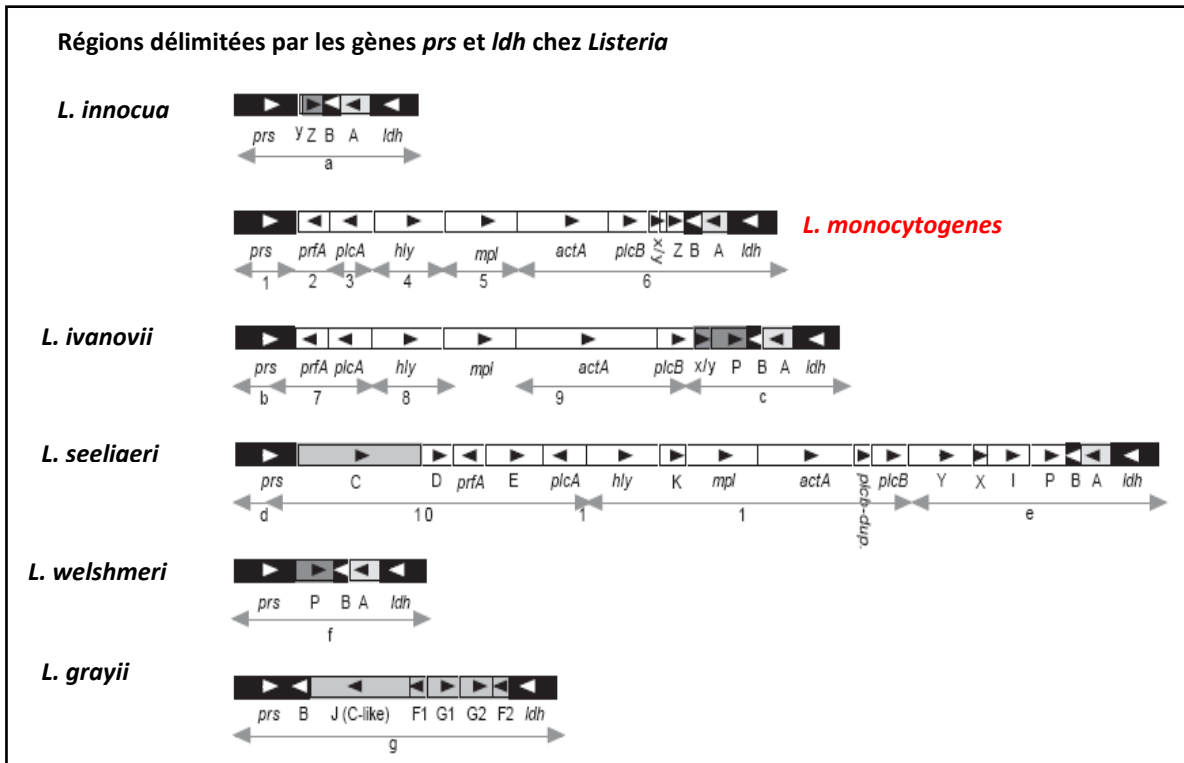 Régions délimitées par les gènes prs et ldh chez Listeria
L. innocua
prs y Z B A ldh
a
L. monocytogenes
prs prfA plcA hly mpl actA plcB x/y Z B A ldh
1 2 3 4 5 6
L. ivanovii
prs prfA plcA hly mpl actA plcB x/y P B A ldh
b 7 8 9 c
L. seeliaeri
prs C D prfA E plcA hly K mpl actA plcb-dup. plcB Y X I P B A ldh
d 10 1 1 e
L. welshmeri
prs P B A ldh
f
L. grayii
prs B J (C-like) F1 G1 G2 F2 ldh
g